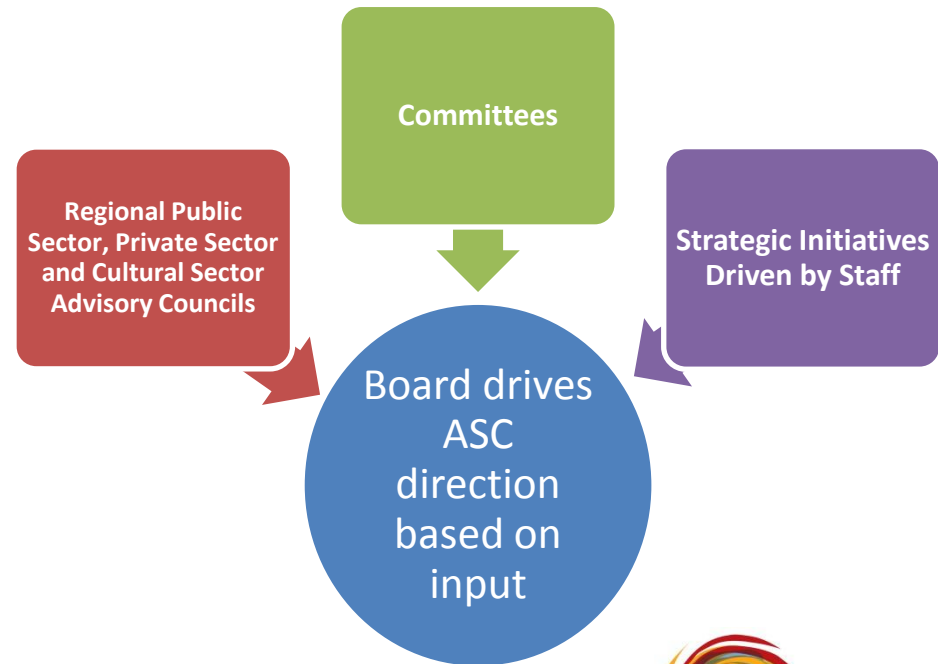 Committees
Regional Public
Sector, Private Sector
and Cultural Sector
Advisory Councils
Strategic Initiatives
Driven by Staff
Board drives
ASC
direction
based on
input